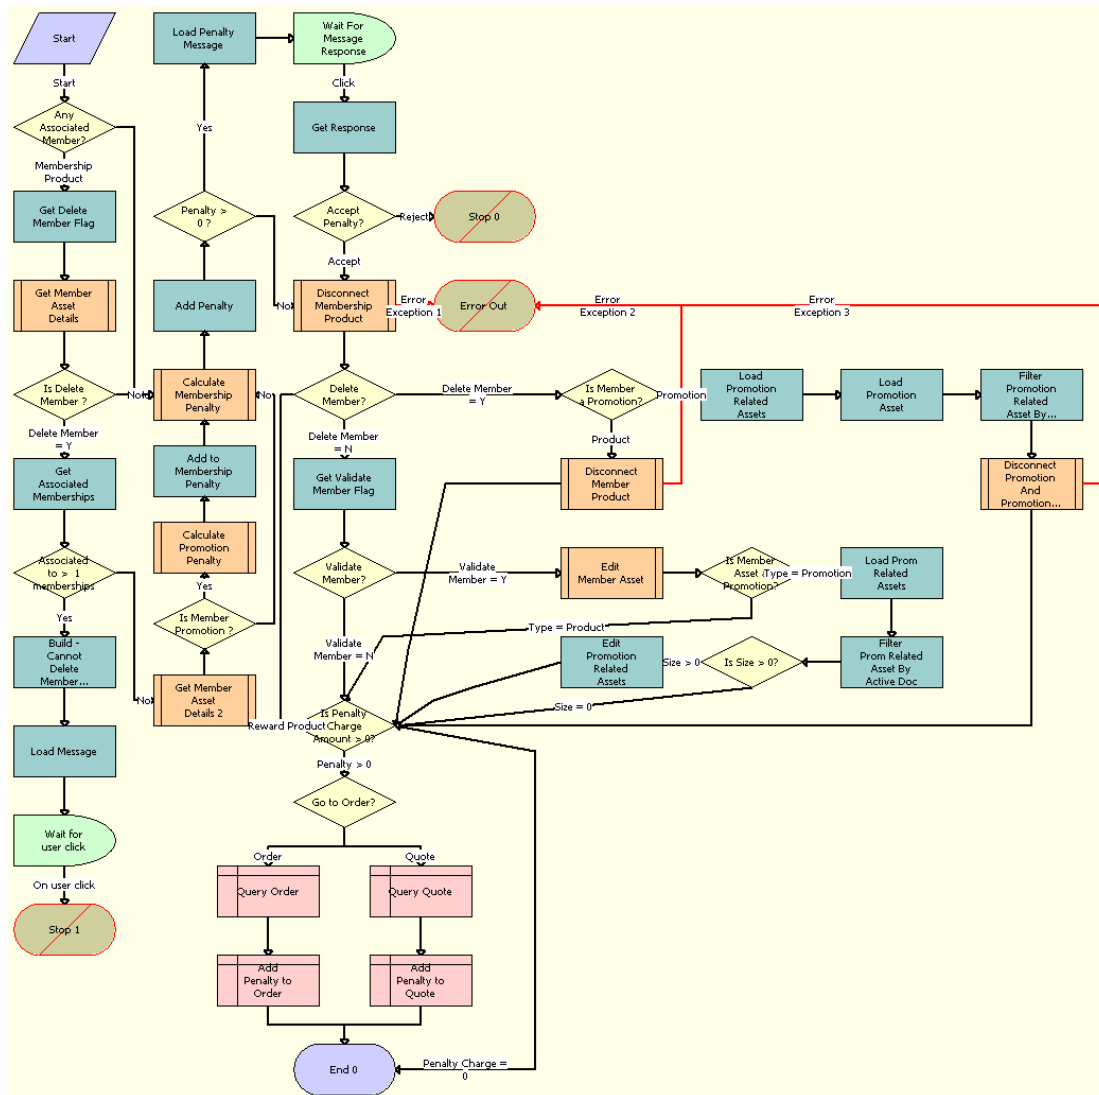 Start
Start
Any
Associated
Member?
Membership
Product
Get Delete
Member Flag
Get Member
Asset
Details
Is Delete
Member ?
Delete Member
= Y
Get
Associated
Memberships
Associated
to > 1
memberships
Yes
Build -
Cannot
Delete
Member...
Load Message
Wait for
user click
On user click
Stop 1
Load Penalty
Message
Yes
Penalty >
0 ?
Add Penalty
Calculate
Membership
Penalty
Add to
Membership
Penalty
Calculate
Promotion
Penalty
Yes
Is Member
Promotion ?
No
Get Member
Asset
Details 2
No
Wait For
Message
Response
Click
Get Response
Accept
Penalty?
Reject
Stop 0
Accept
No
Disconnect
Membership
Product
Error
Exception 1
Error Out
Error
Exception 2
Error
Exception 3
Delete
Member?
Delete Member
= Y
Is Member
a Promotion?
Promotion
Load
Promotion
Related
Assets
Load
Promotion
Asset
Filter
Promotion
Related
Asset By...
Delete Member
= N
Product
Get Validate
Member Flag
Disconnect
Member
Product
Disconnect
Promotion
And
Promotion...
Validate
Member?
Validate
Member = Y
Edit
Member Asset
Is Member
Asset a
Promotion?
Type = Promotion
Load Prom
Related
Assets
Type = Product
Validate
Member = N
Edit
Promotion
Related
Assets
Size > 0
Is Size > 0?
Filter
Prom Related
Asset By
Active Doc
Size = 0
Reward Product
Is Penalty
Charge
Amount > 0?
Penalty > 0
Go to Order?
Order
Quote
Query Order
Query Quote
Add
Penalty to
Order
Add
Penalty to
Quote
End 0
Penalty Charge =
0